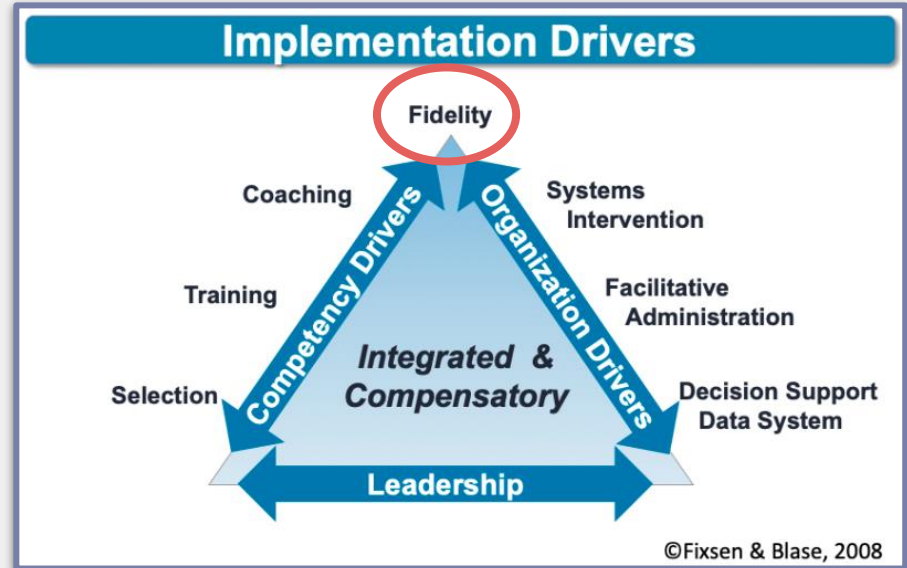 Implementation Drivers
Fidelity
Coaching
Training
Selection
Competency Drivers
Organization Drivers
Systems
Intervention
Facilitative
Administration
Decision Support
Data System
Integrated &
Compensatory
Leadership
©Fixsen & Blase, 2008